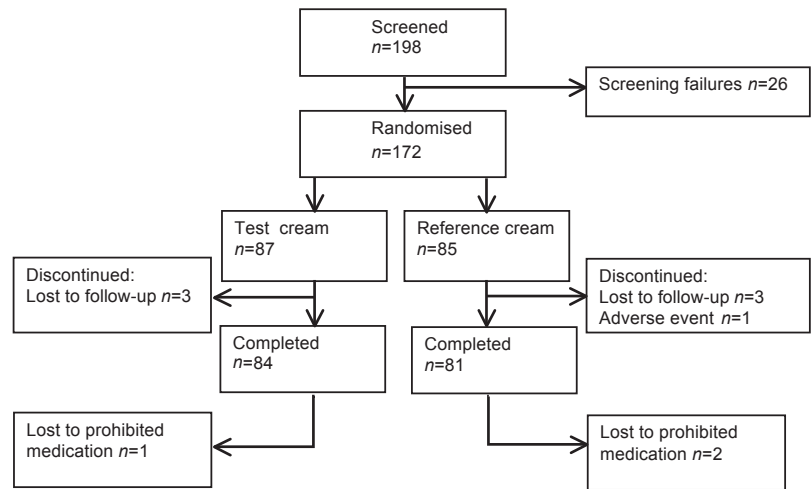 Screened
n=198
Screening failures n=26
Randomised
n=172
Test cream
n=87
Reference cream
n=85
Discontinued:
Lost to follow-up n=3
Discontinued:
Lost to follow-up n=3
Adverse event n=1
Completed
n=84
Completed
n=81
Lost to prohibited
medication n=1
Lost to prohibited
medication n=2